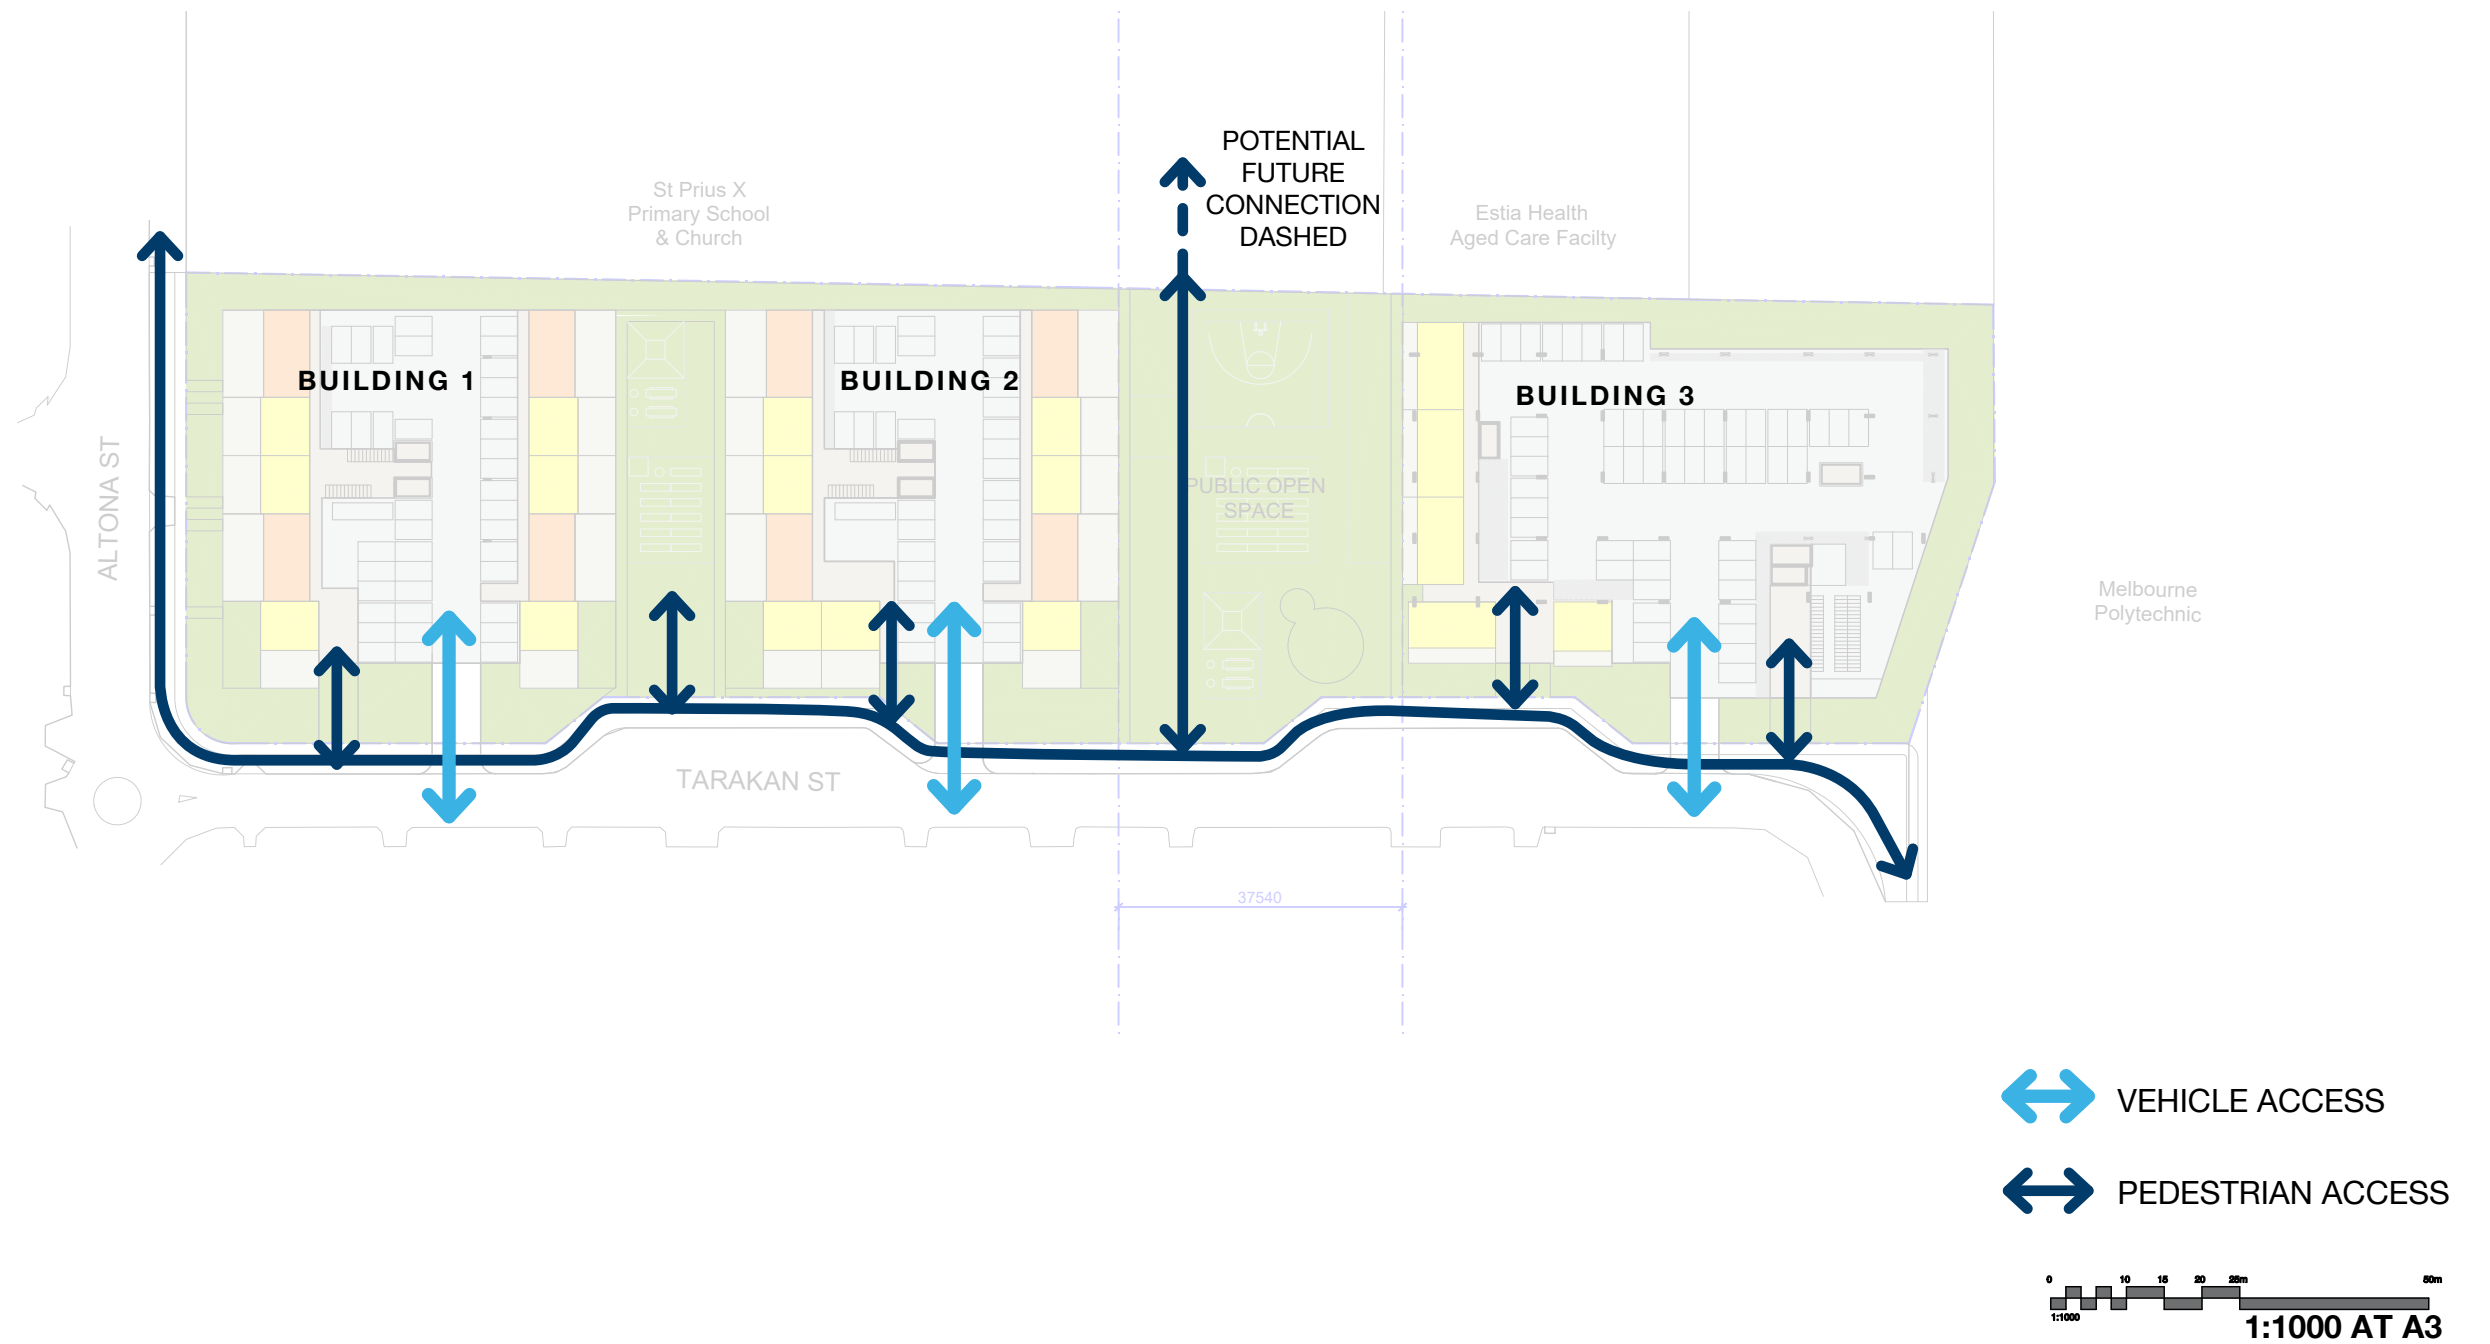 POTENTIAL
FUTURE
CONNECTION
DASHED
St Prius X
Primary School
& Church
Estia Health
Aged Care Facilty
BUILDING 1
BUILDING 2
BUILDING 3
ALTONA ST
PUBLIC OPEN
SPACE
Melbourne
Polytechnic
TARAKAN ST
37540
VEHICLE ACCESS
PEDESTRIAN ACCESS
0 10 15 20 25m 50m
1:1000
1:1000 AT A3